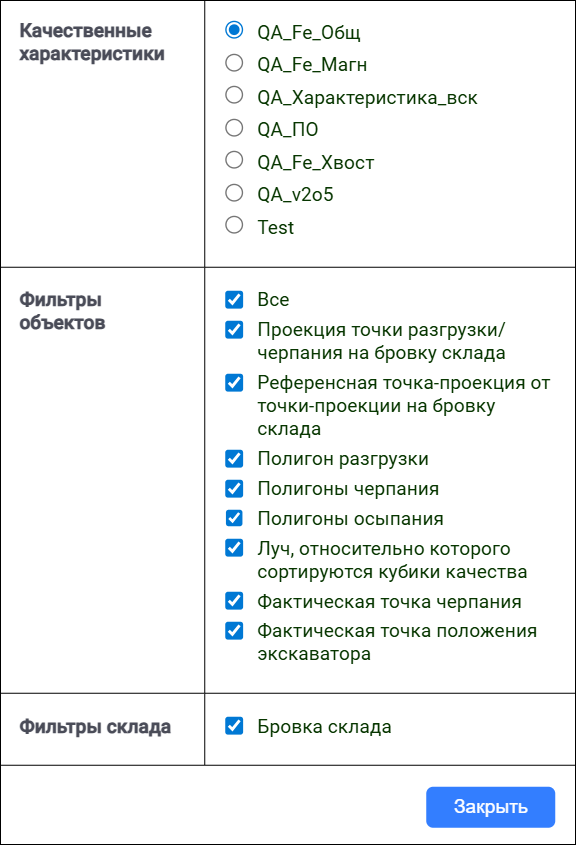 Качественные
характеристики
QA_Fe_Общ
QA_Fe_Магн
QA_Характеристика_вск
QA_ПО
QA_Fe_Хвост
QA_v2o5
Test
Фильтры
объектов
Все
Проекция точки разгрузки/
черпания на бровку склада
Референсная точка-проекция от
точки-проекции на бровку
склада
Полигон разгрузки
Полигоны черпания
Полигоны осыпания
Луч, относительно которого
сортируются кубики качества
Фактическая точка черпания
Фактическая точка положения
экскаватора
Фильтры склада
Бровка склада
Закрыть